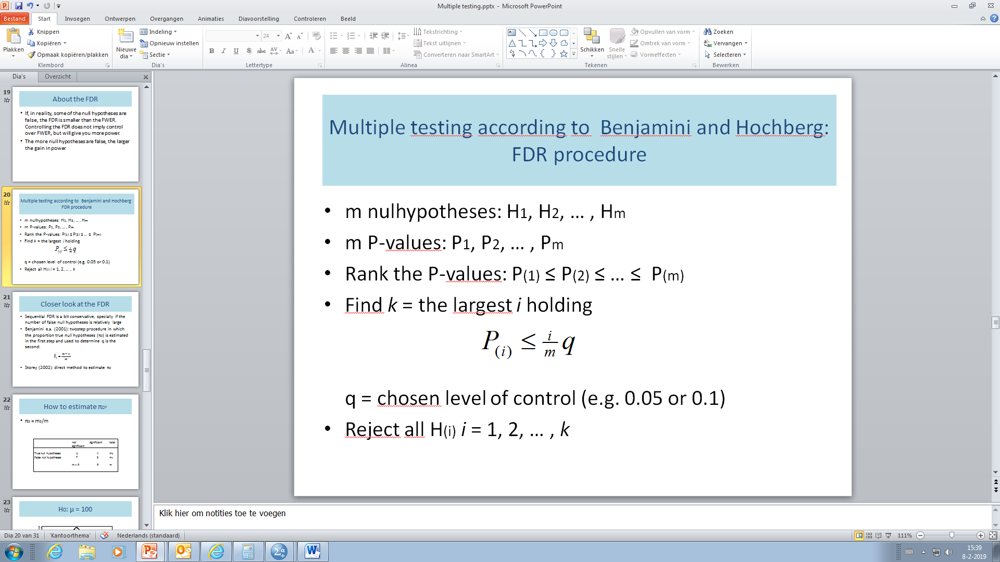 Multiple testing.pptx - Microsoft PowerPoint
Bestand Start Invoegen Ontwerpen Overgangen Animaties Diavoorstelling Controleren Beeld
Plakken
Knippen
Kopiëren
Opmaak kopiëren/plakken
Klembord
Nieuwe
dia
Indeling
Opnieuw instellen
Sectie
Dia's
24
Lettertype
Tekstrichting
Tekst uitlijnen
Converteren naar SmartArt
Alinea
Schikken
Snelle
stijlen
Opvullen van vorm
Omtrek van vorm
Vormeffecten
Tekenen
Zoeken
Vervangen
Selecteren
Bewerken
Dia's Overzicht
19
About the FDR
• If, in reality, some of the null hypotheses are
false, the FDR is smaller than the FWER.
Controlling the FDR does not imply control
over FWER, but will give you more power.
• The more null hypotheses are false, the larger
the gain in power
20
Multiple testing according to Benjamini and Hochberg:
FDR procedure
• m nulhypotheses: H1, H2, ... , Hm
• m P-values: P1, P2, ... , Pm
• Rank the P-values: P(1) ≤ P(2) ≤ ... ≤ P(m)
• Find k = the largest i holding
P(i) ≤ i/m q
q = chosen level of control (e.g. 0.05 or 0.1)
• Reject all H(i) i = 1, 2, ... , k
21
Closer look at the FDR
• Sequential FDR is a bit conservative, specially if the
number of false null hypotheses is relatively large
• Benjamini e.a. (2001): twostep procedure in which
the proportion true null hypotheses (π0) is estimated
in the first step and used to determine q is the
second:
• Storey (2002): direct method to estimate π0
22
How to estimate π0?
• π0 = m0/m
not significant significant total
True null hypotheses U V m0
False null hypotheses T S m1
m – R R m
23
H0: μ = 100
Multiple testing according to Benjamini and Hochberg:
FDR procedure
• m nulhypotheses: H1, H2, ... , Hm
• m P-values: P1, P2, ... , Pm
• Rank the P-values: P(1) ≤ P(2) ≤ ... ≤ P(m)
• Find k = the largest i holding
P(i) ≤ i/m q
q = chosen level of control (e.g. 0.05 or 0.1)
• Reject all H(i) i = 1, 2, ... , k
Klik hier om notities toe te voegen
Dia 20 van 31 'Kantoorthema' Nederlands (standaard) 111%
15:39
8-2-2019